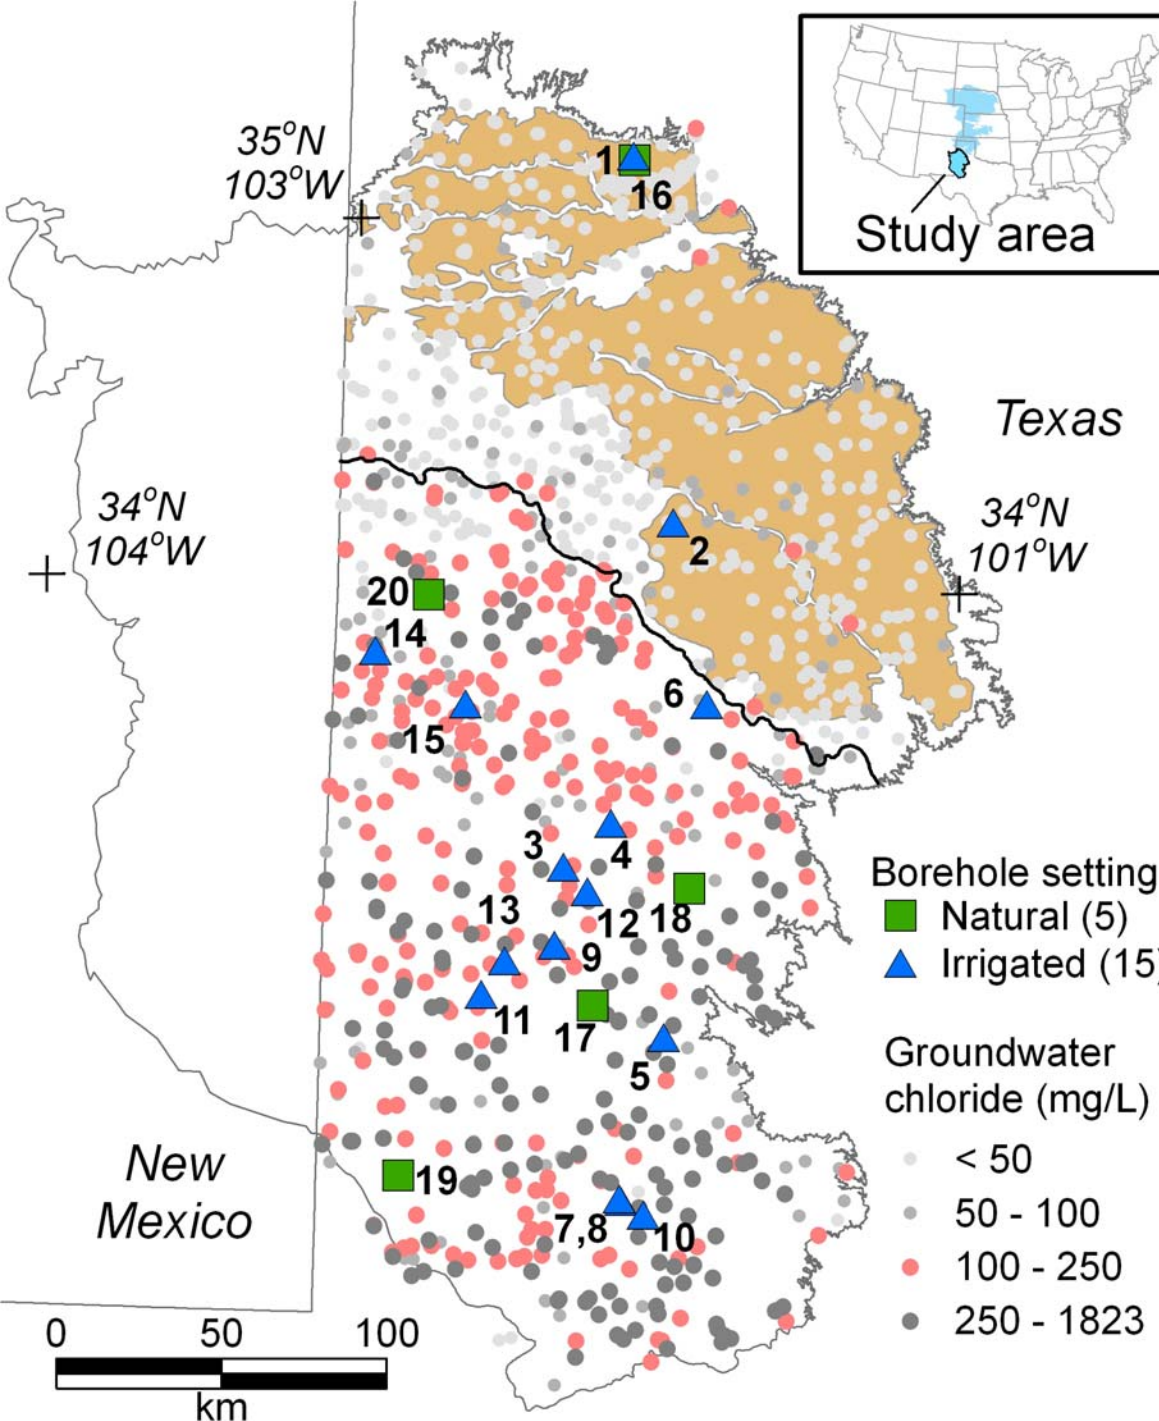 35°N
103°W
1
16
Study area
Texas
34°N
104°W
34°N
101°W
2
20
14
6
15
3
4
13
12
18
9
11
17
5
19
7,8
10
New
Mexico
Borehole setting
Natural (5)
Irrigated (15)
Groundwater
chloride (mg/L)
< 50
50 - 100
100 - 250
250 - 1823
0 50 100
km